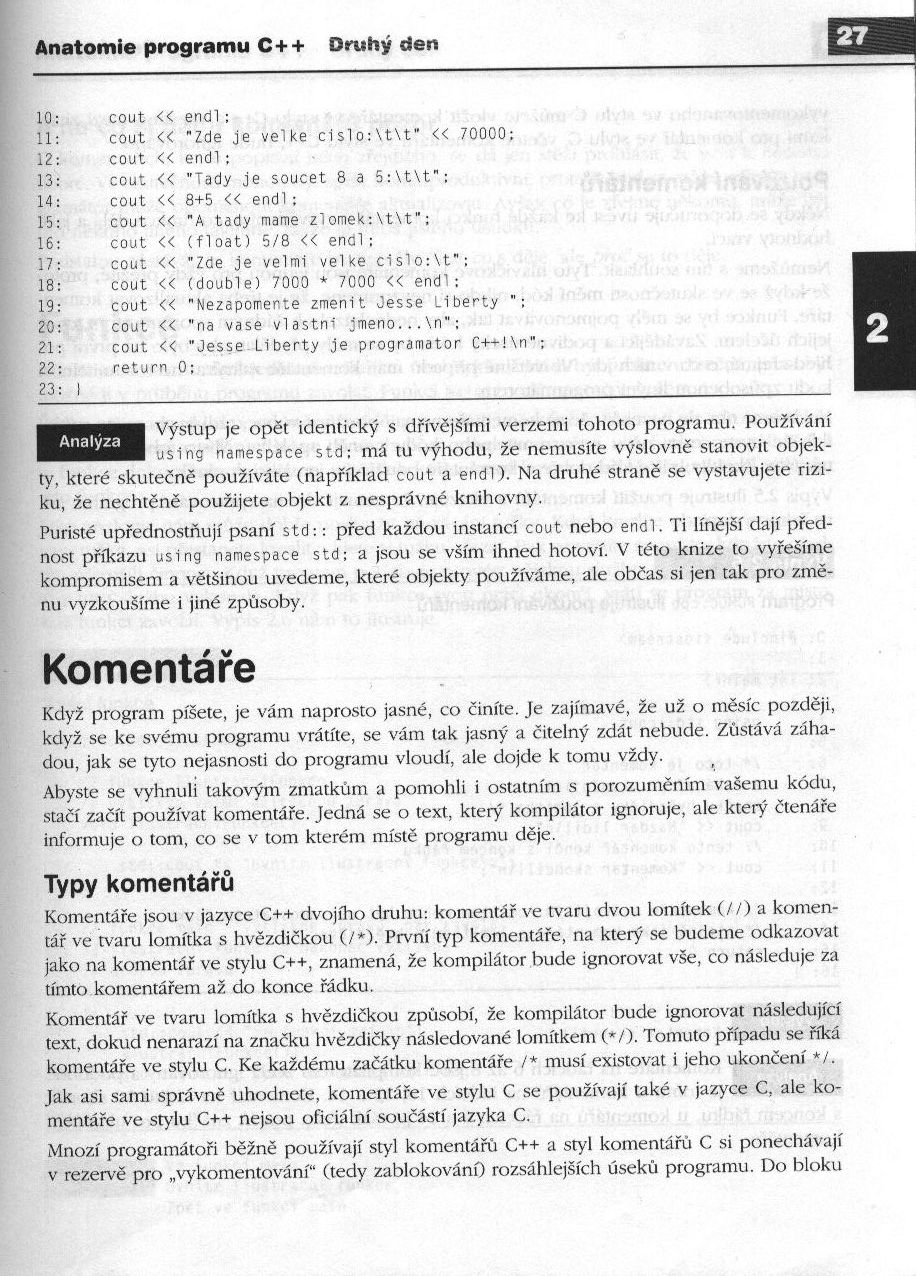 Anatomie programu C++ Druhý den 27
10: cout << endl;
11: cout << "Zde je velke cislo:\t\t" << 70000;
12: cout << endl;
13: cout << "Tady je soucet 8 a 5:\t\t";
14: cout << 8+5 << endl;
15: cout << "A tady mame zlomek:\t\t";
16: cout << (float) 5/8 << endl;
17: cout << "Zde je velmi velke cislo:\t";
18: cout << (double) 7000 * 7000 << endl;
19: cout << "Nezapomente zmenit Jesse Liberty ";
20: cout << "na vase vlastni jmeno...\n";
21: cout << "Jesse Liberty je programator C++!\n";
22: return 0;
23: }
2
Analýza Výstup je opět identický s dřívějšími verzemi tohoto programu. Používání
using namespace std; má tu výhodu, že nemusíte výslovně stanovit objek-
ty, které skutečně používáte (například cout a endl). Na druhé straně se vystavujete rizi-
ku, že nechtěně použijete objekt z nesprávné knihovny.
Puristé upřednostňují psaní std:: před každou instancí cout nebo endl. Ti línější dají před-
nost příkazu using namespace std; a jsou se vším ihned hotoví. V této knize to vyřešíme
kompromisem a většinou uvedeme, které objekty používáme, ale občas si jen tak pro změ-
nu vyzkoušíme i jiné způsoby.
Komentáře
Když program píšete, je vám naprosto jasné, co činíte. Je zajímavé, že už o měsíc později,
když se ke svému programu vrátíte, se vám tak jasný a čitelný zdát nebude. Zůstává záha-
dou, jak se tyto nejasnosti do programu vloudí, ale dojde k tomu vždy.
Abyste se vyhnuli takovým zmatkům a pomohli i ostatním s porozuměním vašemu kódu,
stačí začít používat komentáře. Jedná se o text, který kompilátor ignoruje, ale který čtenáře
informuje o tom, co se v tom kterém místě programu děje.
Typy komentářů
Komentáře jsou v jazyce C++ dvojího druhu: komentář ve tvaru dvou lomítek (//) a komen-
tář ve tvaru lomítka s hvězdičkou (/*). První typ komentáře, na který se budeme odkazovat
jako na komentář ve stylu C++, znamená, že kompilátor bude ignorovat vše, co následuje za
tímto komentářem až do konce řádku.
Komentář ve tvaru lomítka s hvězdičkou způsobí, že kompilátor bude ignorovat následující
text, dokud nenarazí na značku hvězdičky následované lomítkem (*/). Tomuto případu se říká
komentáře ve stylu C. Ke každému začátku komentáře /* musí existovat i jeho ukončení */.
Jak asi sami správně uhodnete, komentáře ve stylu C se používají také v jazyce C, ale ko-
mentáře ve stylu C++ nejsou oficiální součástí jazyka C.
Mnozí programátoři běžně používají styl komentářů C++ a styl komentářů C si ponechávají
v rezervě pro „vykomentování“ (tedy zablokování) rozsáhlejších úseků programu. Do bloku